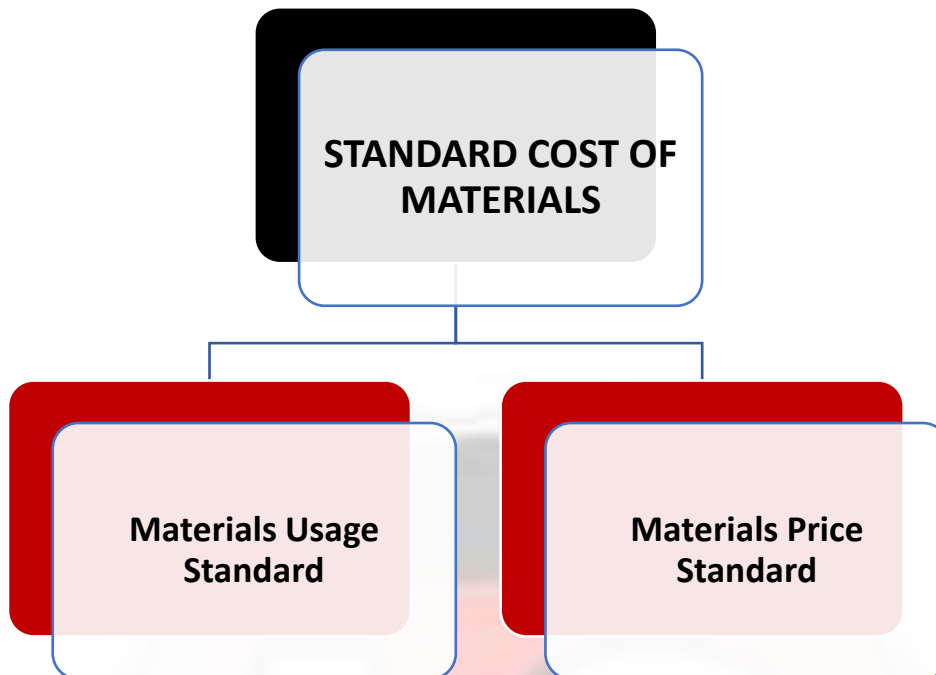 STANDARD COST OF
MATERIALS
Materials Usage
Standard
Materials Price
Standard